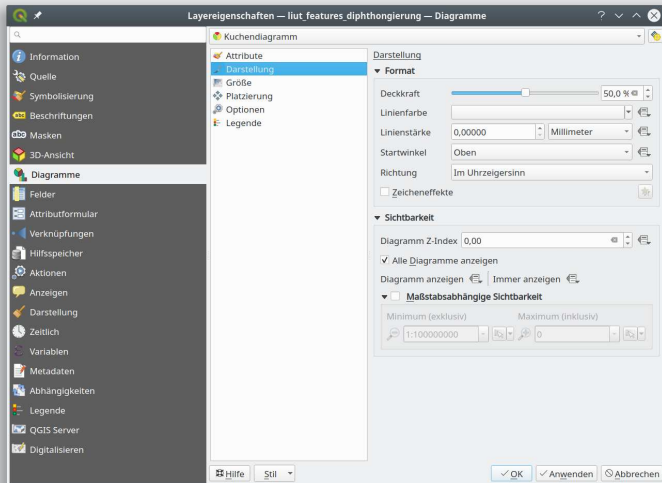 Layereigenschaften — liut_features_diphthongierung — Diagramme
Information
Quelle
Symbolisierung
abc Beschriftungen
abc Masken
3D-Ansicht
Diagramme
Felder
Attributformular
Verknüpfungen
Hilfsspeicher
Aktionen
Anzeigen
Darstellung
Zeitlich
Variablen
Metadaten
Abhängigkeiten
Legende
QGIS Server
Digitalisieren
Kuchendiagramm
Attribute
Darstellung
Größe
Platzierung
Optionen
Legende
Darstellung
Format
Deckkraft 50,0 %
Linienfarbe
Linienstärke 0,00000 Millimeter
Startwinkel Oben
Richtung Im Uhrzeigersinn
Zeicheneffekte
Sichtbarkeit
Diagramm Z-Index 0,00
Alle Diagramme anzeigen
Diagramm anzeigen Immer anzeigen
Maßstabsabhängige Sichtbarkeit
Minimum (exklusiv) Maximum (inklusiv)
1:100000000 0
Hilfe Stil OK Anwenden Abbrechen